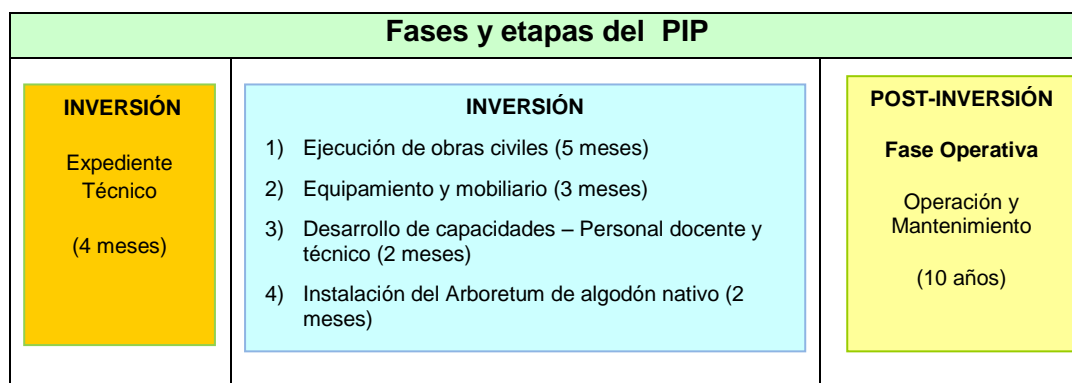 Fases y etapas del PIP
INVERSIÓN
Expediente
Técnico
(4 meses)
INVERSIÓN
1) Ejecución de obras civiles (5 meses)
2) Equipamiento y mobiliario (3 meses)
3) Desarrollo de capacidades – Personal docente y
técnico (2 meses)
4) Instalación del Arboretum de algodón nativo (2
meses)
POST-INVERSIÓN
Fase Operativa
Operación y
Mantenimiento
(10 años)